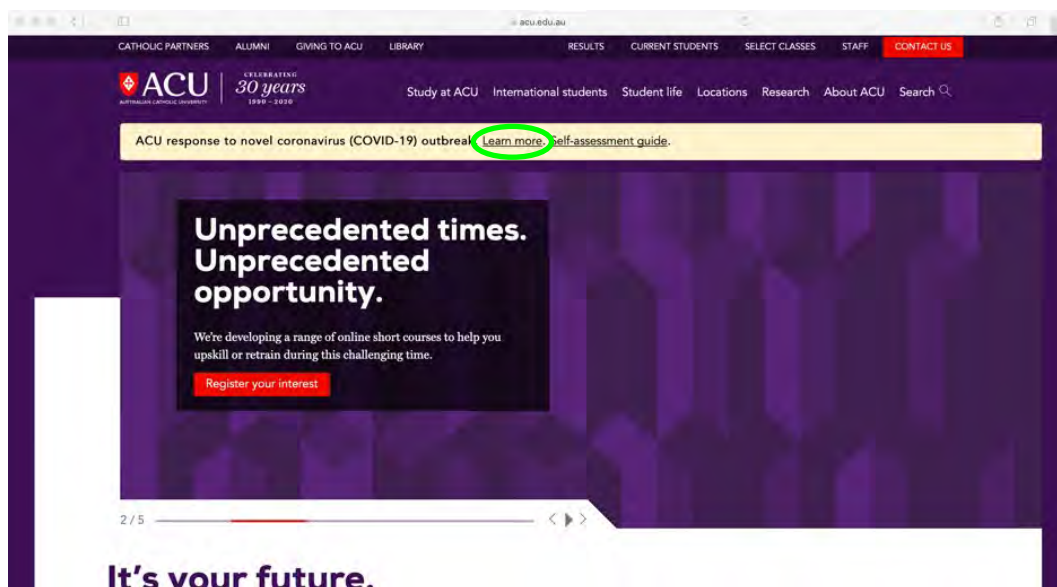 acu.edu.au
CATHOLIC PARTNERS ALUMNI GIVING TO ACU LIBRARY RESULTS CURRENT STUDENTS SELECT CLASSES STAFF CONTACT US
ACU
AUSTRALIAN CATHOLIC UNIVERSITY
CELEBRATING
30 years
1990 – 2020
Study at ACU International students Student life Locations Research About ACU Search
ACU response to novel coronavirus (COVID-19) outbreak. Learn more. Self-assessment guide.
Unprecedented times.
Unprecedented
opportunity.
We're developing a range of online short courses to help you
upskill or retrain during this challenging time.
Register your interest
2/5
It's your future.